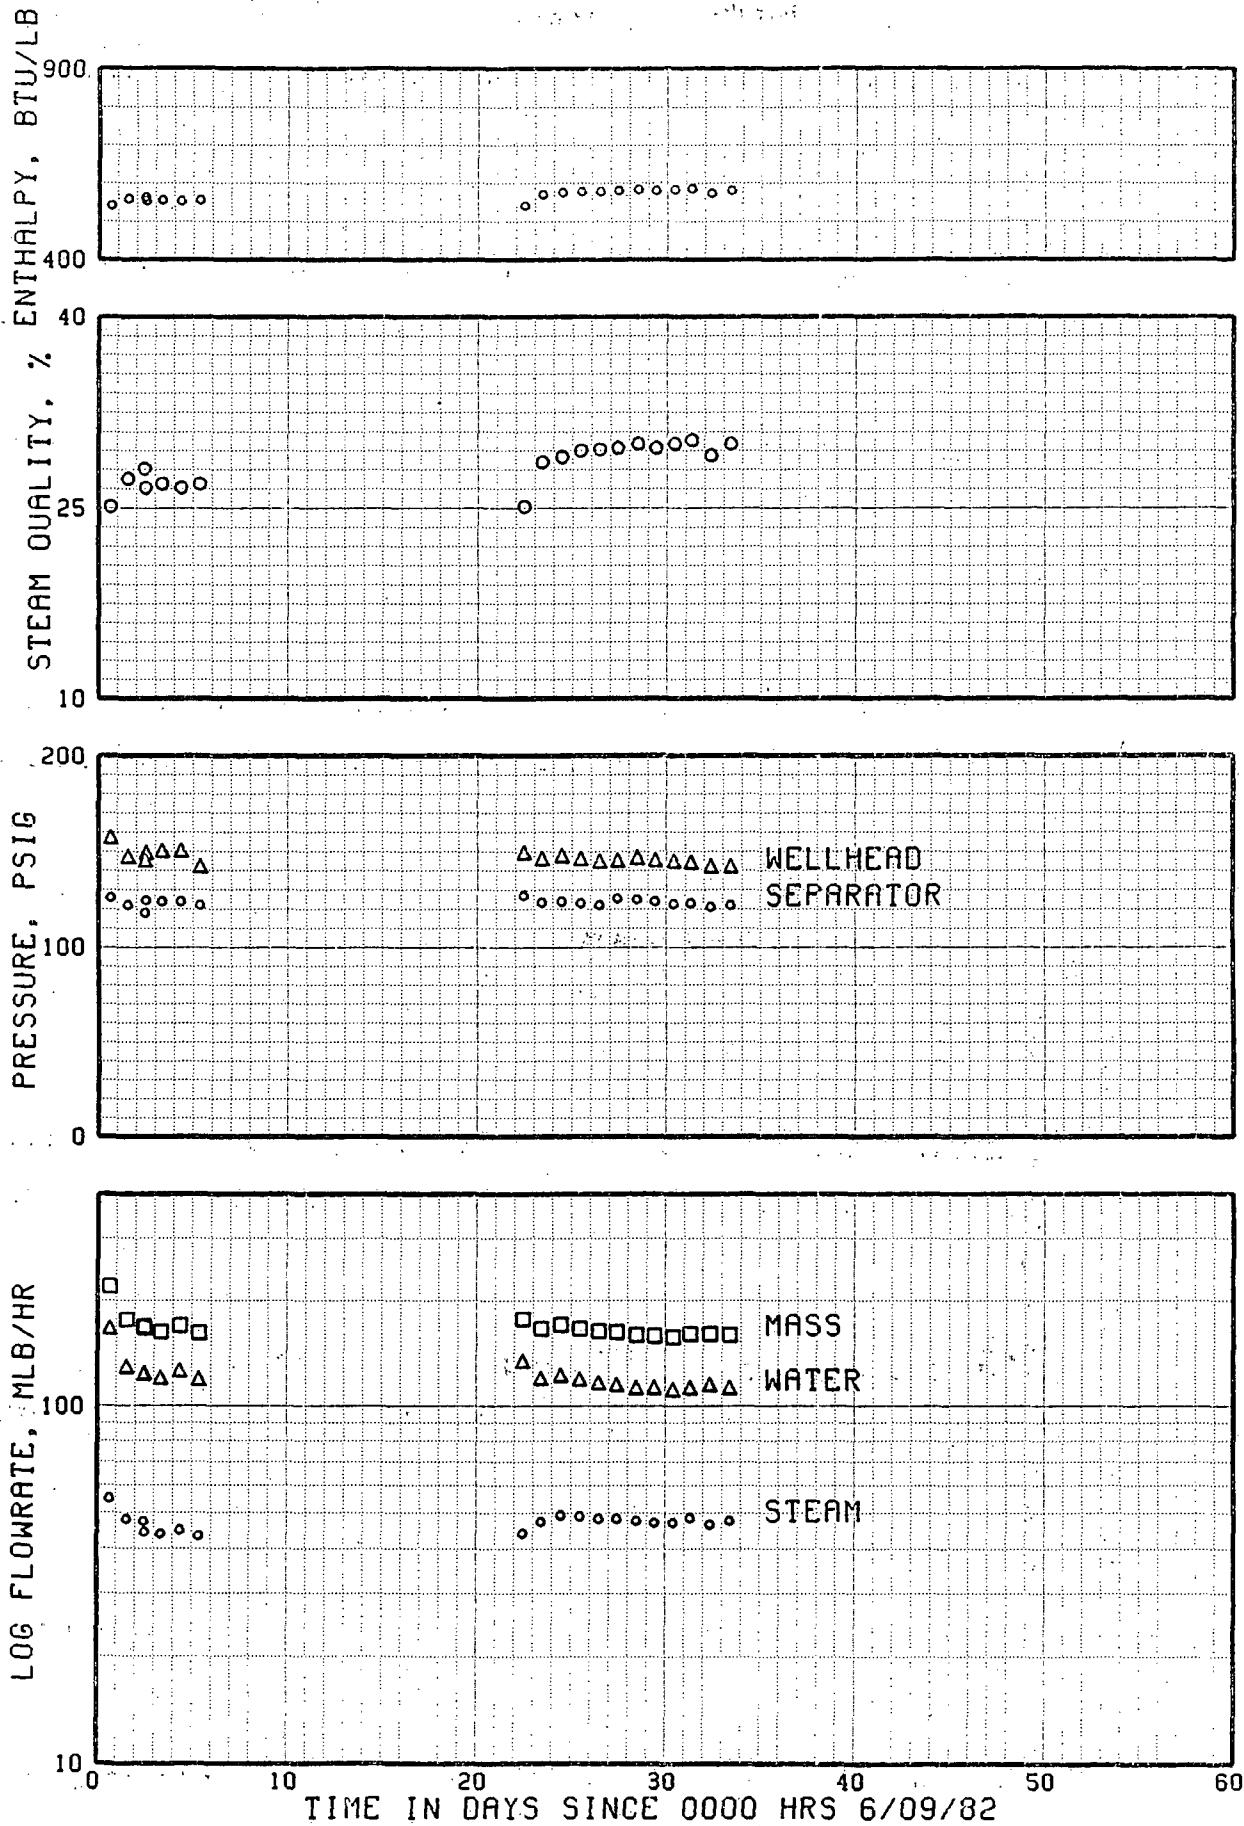 ENTHALPY, BTU/LB
900
400
STEAM QUALITY, %
40
25
10
PRESSURE, PSIG
200
100
0
WELLHEAD
SEPARATOR
LOG FLOWRATE, MLB/HR
100
10
MASS
WATER
STEAM
0 10 20 30 40 50 60
TIME IN DAYS SINCE 0000 HRS 6/09/82